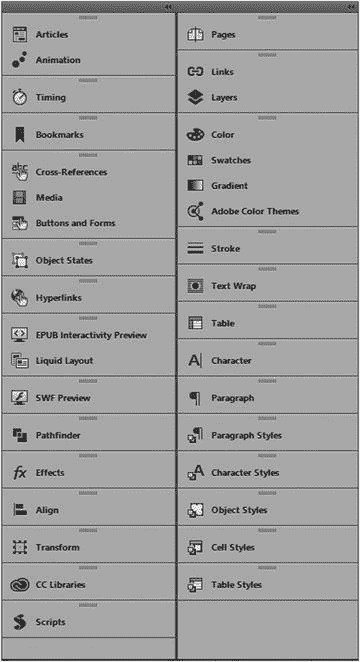 Articles
Animation
Timing
Bookmarks
Cross-References
Media
Buttons and Forms
Object States
Hyperlinks
EPUB Interactivity Preview
Liquid Layout
SWF Preview
Pathfinder
Effects
Align
Transform
CC Libraries
Scripts
Pages
Links
Layers
Color
Swatches
Gradient
Adobe Color Themes
Stroke
Text Wrap
Table
Character
Paragraph
Paragraph Styles
Character Styles
Object Styles
Cell Styles
Table Styles